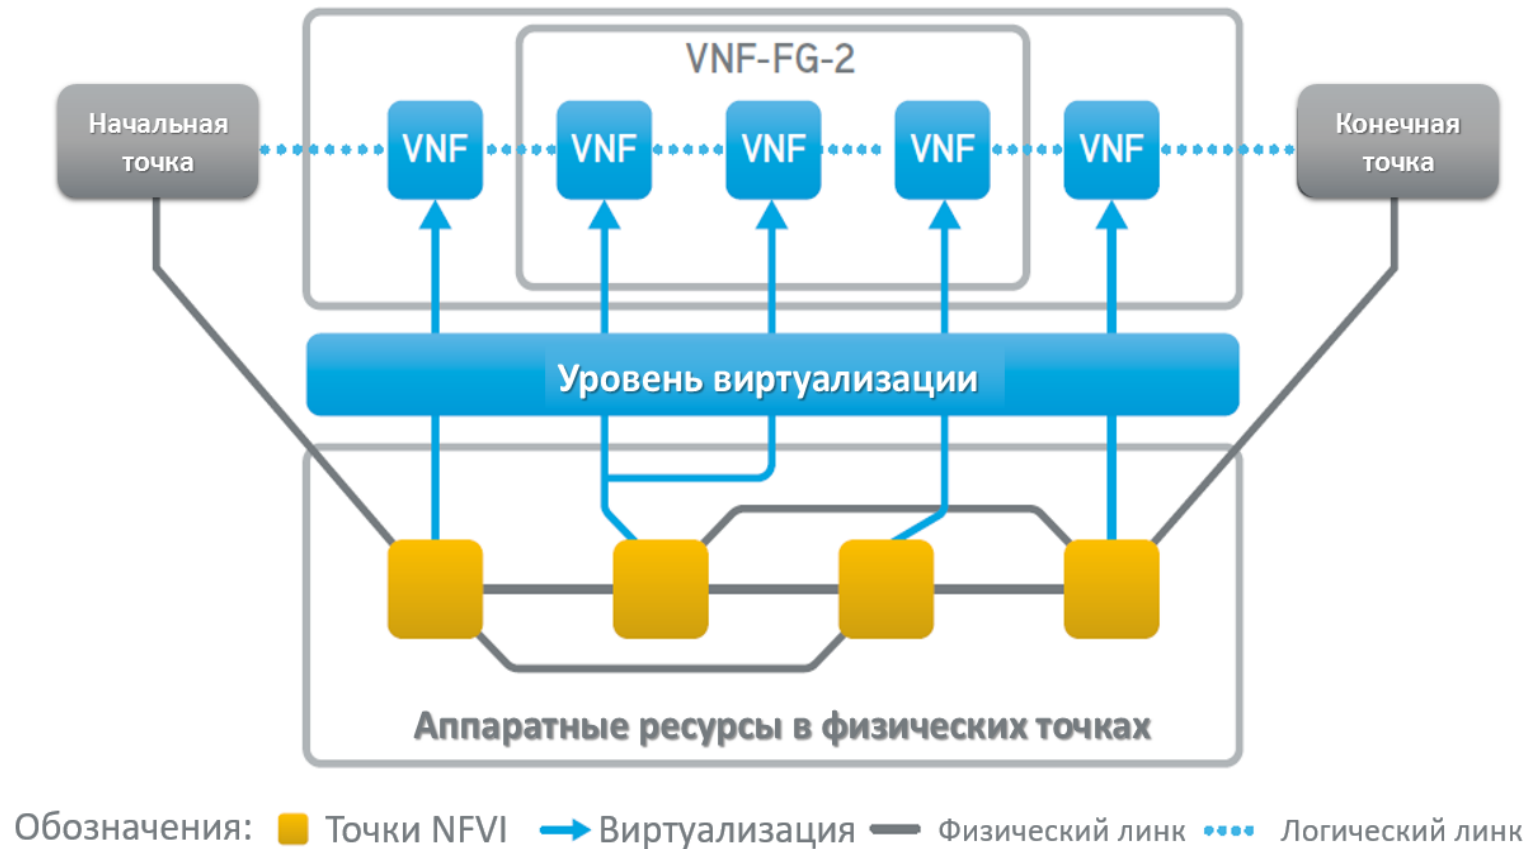 VNF-FG-2
Начальная
точка
VNF
VNF
VNF
VNF
VNF
Конечная
точка
Уровень виртуализации
Аппаратные ресурсы в физических точках
Обозначения: Точки NFVI Виртуализация Физический линк Логический линк